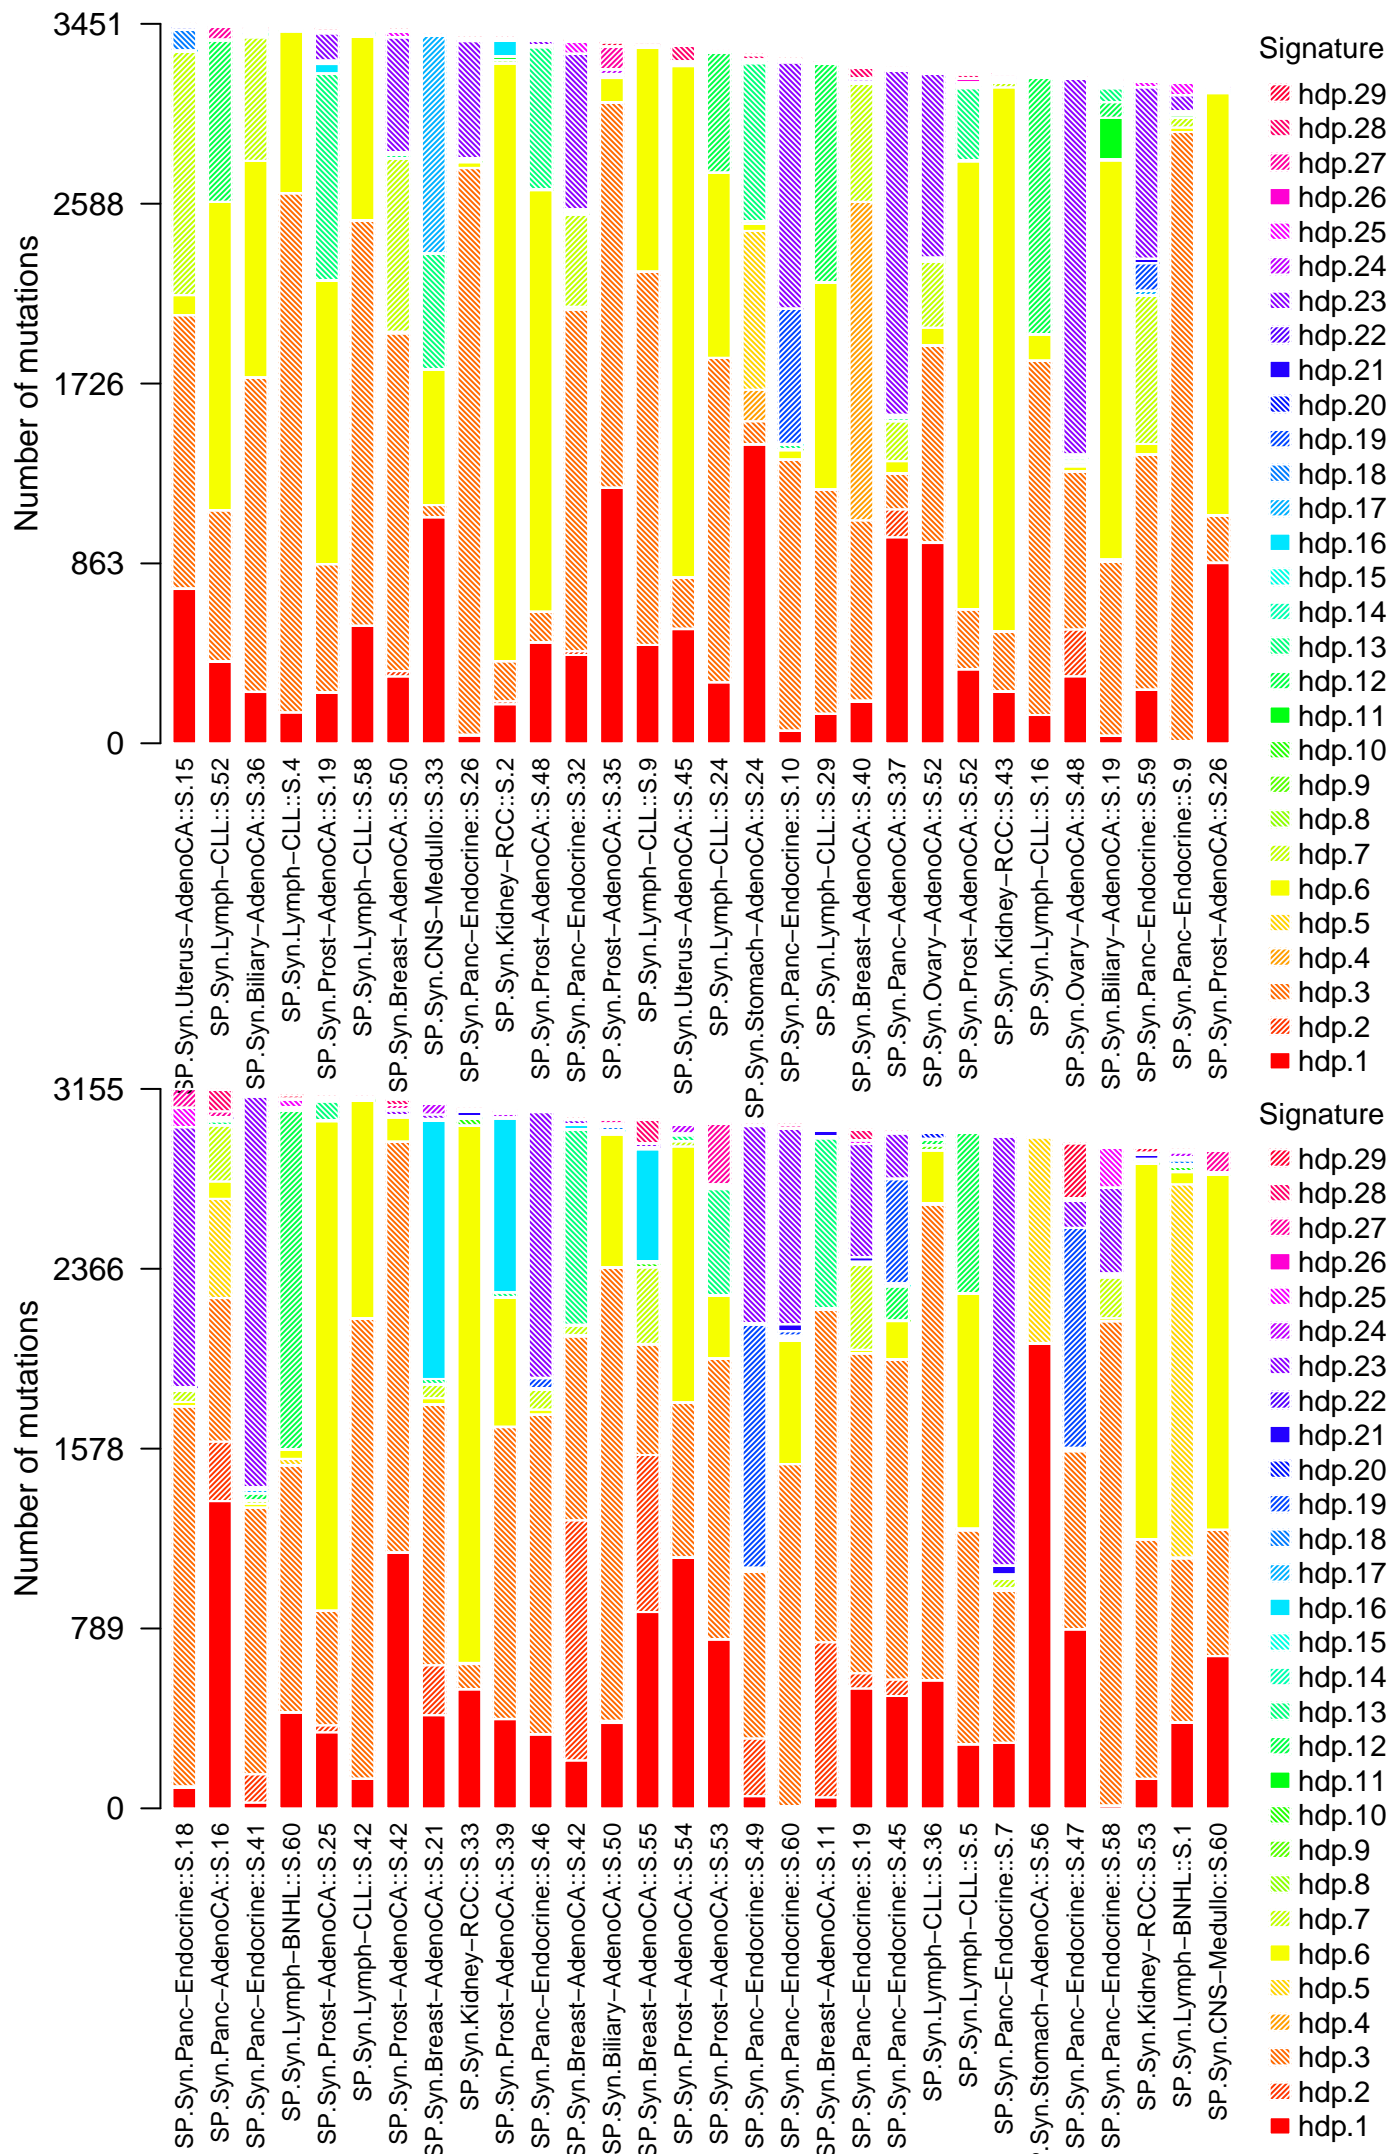 3451
2588
1726
863
0
Number of mutations
SP.Syn.Uterus−AdenoCA::S.15
SP.Syn.Lymph−CLL::S.52
SP.Syn.Biliary−AdenoCA::S.36
SP.Syn.Lymph−CLL::S.4
SP.Syn.Prost−AdenoCA::S.19
SP.Syn.Lymph−CLL::S.58
SP.Syn.Breast−AdenoCA::S.50
SP.Syn.CNS−Medullo::S.33
SP.Syn.Panc−Endocrine::S.26
SP.Syn.Kidney−RCC::S.2
SP.Syn.Prost−AdenoCA::S.48
SP.Syn.Panc−Endocrine::S.32
SP.Syn.Prost−AdenoCA::S.35
SP.Syn.Lymph−CLL::S.9
SP.Syn.Uterus−AdenoCA::S.45
SP.Syn.Lymph−CLL::S.24
SP.Syn.Stomach−AdenoCA::S.24
SP.Syn.Panc−Endocrine::S.10
SP.Syn.Lymph−CLL::S.29
SP.Syn.Breast−AdenoCA::S.40
SP.Syn.Panc−AdenoCA::S.37
SP.Syn.Ovary−AdenoCA::S.52
SP.Syn.Prost−AdenoCA::S.52
SP.Syn.Kidney−RCC::S.43
SP.Syn.Lymph−CLL::S.16
SP.Syn.Ovary−AdenoCA::S.48
SP.Syn.Biliary−AdenoCA::S.19
SP.Syn.Panc−Endocrine::S.59
SP.Syn.Panc−Endocrine::S.9
SP.Syn.Prost−AdenoCA::S.26
Signature
hdp.29
hdp.28
hdp.27
hdp.26
hdp.25
hdp.24
hdp.23
hdp.22
hdp.21
hdp.20
hdp.19
hdp.18
hdp.17
hdp.16
hdp.15
hdp.14
hdp.13
hdp.12
hdp.11
hdp.10
hdp.9
hdp.8
hdp.7
hdp.6
hdp.5
hdp.4
hdp.3
hdp.2
hdp.1
3155
2366
1578
789
0
Number of mutations
SP.Syn.Panc−Endocrine::S.18
SP.Syn.Panc−AdenoCA::S.16
SP.Syn.Panc−Endocrine::S.41
SP.Syn.Lymph−BNHL::S.60
SP.Syn.Prost−AdenoCA::S.25
SP.Syn.Lymph−CLL::S.42
SP.Syn.Prost−AdenoCA::S.42
SP.Syn.Breast−AdenoCA::S.21
SP.Syn.Kidney−RCC::S.33
SP.Syn.Prost−AdenoCA::S.39
SP.Syn.Panc−Endocrine::S.46
SP.Syn.Breast−AdenoCA::S.42
SP.Syn.Biliary−AdenoCA::S.50
SP.Syn.Breast−AdenoCA::S.55
SP.Syn.Prost−AdenoCA::S.54
SP.Syn.Prost−AdenoCA::S.53
SP.Syn.Panc−Endocrine::S.49
SP.Syn.Panc−Endocrine::S.60
SP.Syn.Breast−AdenoCA::S.11
SP.Syn.Panc−Endocrine::S.19
SP.Syn.Panc−Endocrine::S.45
SP.Syn.Lymph−CLL::S.36
SP.Syn.Lymph−CLL::S.5
SP.Syn.Panc−Endocrine::S.7
P.Syn.Stomach−AdenoCA::S.56
SP.Syn.Panc−Endocrine::S.47
SP.Syn.Panc−Endocrine::S.58
SP.Syn.Kidney−RCC::S.53
SP.Syn.Lymph−BNHL::S.1
SP.Syn.CNS−Medullo::S.60
Signature
hdp.29
hdp.28
hdp.27
hdp.26
hdp.25
hdp.24
hdp.23
hdp.22
hdp.21
hdp.20
hdp.19
hdp.18
hdp.17
hdp.16
hdp.15
hdp.14
hdp.13
hdp.12
hdp.11
hdp.10
hdp.9
hdp.8
hdp.7
hdp.6
hdp.5
hdp.4
hdp.3
hdp.2
hdp.1